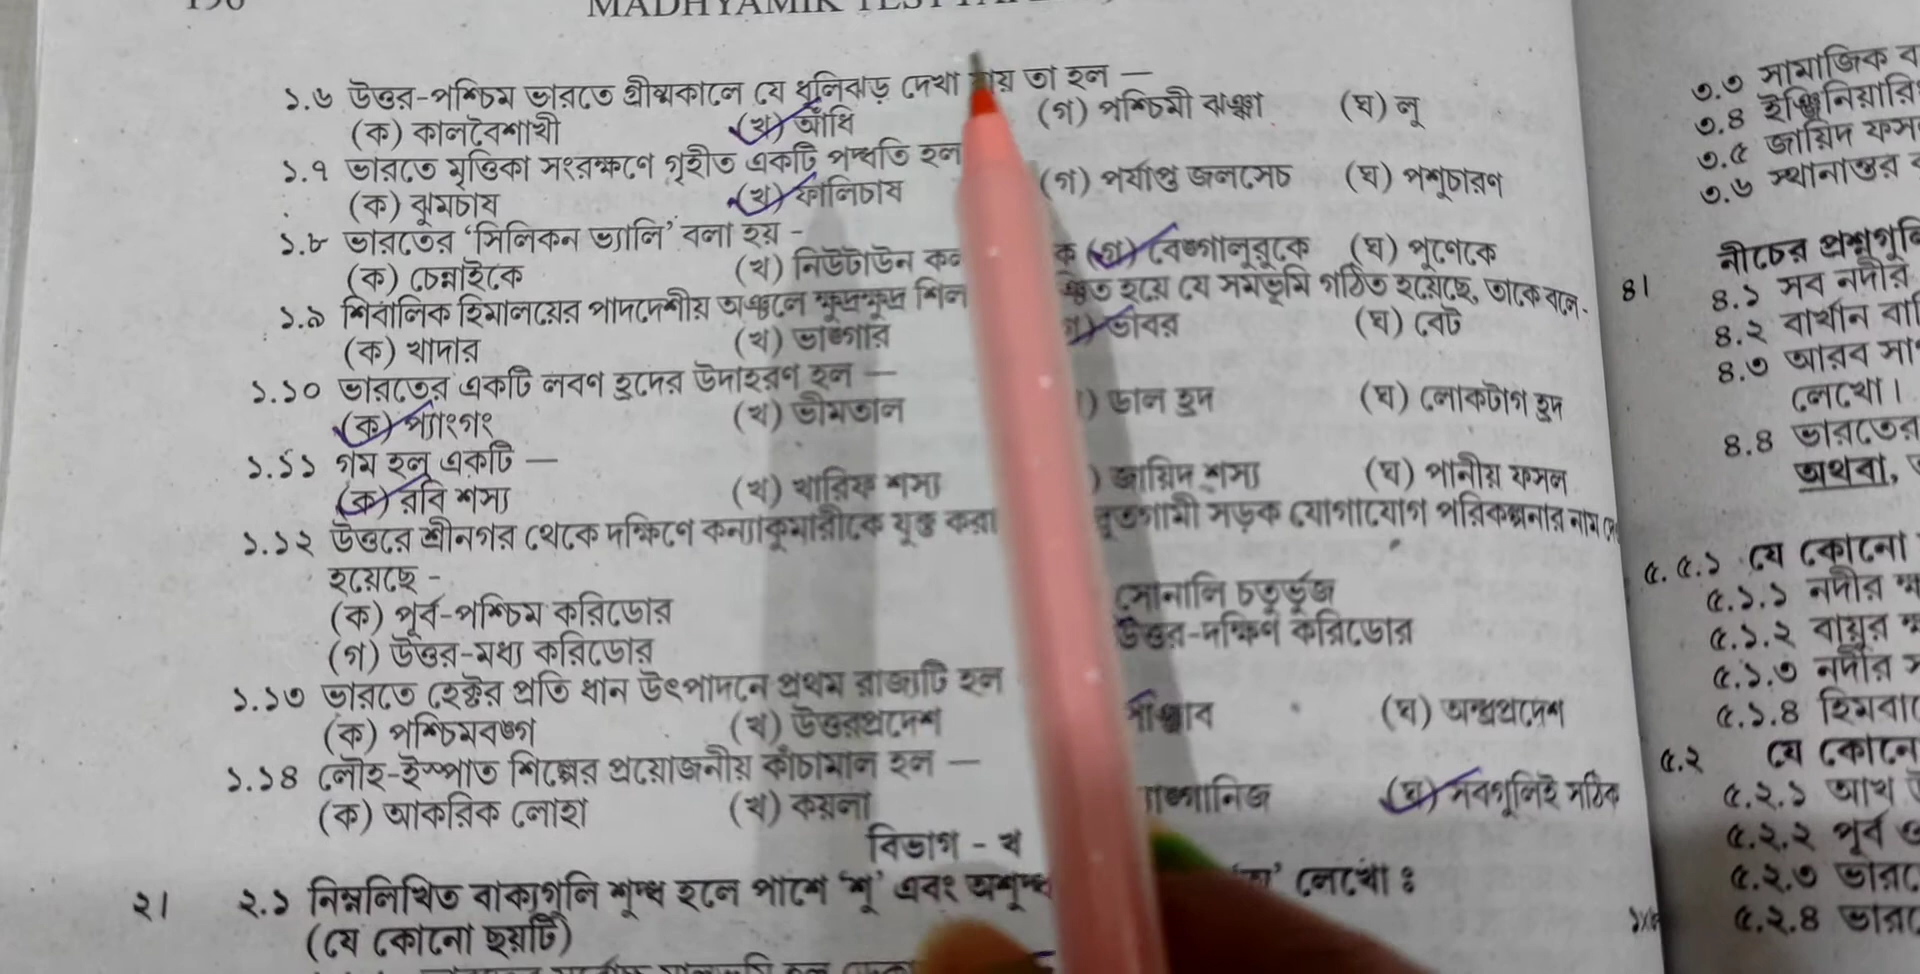 MADHYAMIK TEST
১.৬ উত্তর-পশ্চিম ভারতে গ্রীষ্মকালে যে ধূলিঝড় দেখা যায় তা হল —
(ক) কালবৈশাখী (খ) আঁধি (গ) পশ্চিমী ঝঞ্ঝা (ঘ) লু
১.৭ ভারতে মৃত্তিকা সংরক্ষণে গৃহীত একটি পদ্ধতি হল
(ক) ঝুমচাষ (খ) ফালিচাষ (গ) পর্যাপ্ত জলসেচ (ঘ) পশুচারণ
১.৮ ভারতের ‘সিলিকন ভ্যালি’ বলা হয় -
(ক) চেন্নাইকে (খ) নিউটাউন (গ) বেঙ্গালুরুকে (ঘ) পুণেকে
১.৯ শিবালিক হিমালয়ের পাদদেশীয় অঞ্চলে ক্ষুদ্রক্ষুদ্র হয়ে যে সমভূমি গঠিত হয়েছে, তাকে বলে -
(ক) খাদার (খ) ভাঙ্গার ভাবর (ঘ) বেট
১.১০ ভারতের একটি লবণ হ্রদের উদাহরণ হল —
(ক) প্যাংগং (খ) ভীমতাল ) ডাল হ্রদ (ঘ) লোকটাগ হ্রদ
১.১১ গম হল একটি —
(ক) রবি শস্য (খ) খারিফ শস্য ) জায়িদ শস্য (ঘ) পানীয় ফসল
১.১২ উত্তরে শ্রীনগর থেকে দক্ষিণে কন্যাকুমারীকে যুক্ত করা দ্রুতগামী সড়ক যোগাযোগ পরিকল্পনার নাম
হয়েছে -
(ক) পূর্ব-পশ্চিম করিডোর সোনালি চতুর্ভুজ
(গ) উত্তর-মধ্য করিডোর উত্তর-দক্ষিণ করিডোর
১.১৩ ভারতে হেক্টর প্রতি ধান উৎপাদনে প্রথম রাজ্যটি হল
(ক) পশ্চিমবঙ্গ (খ) উত্তরপ্রদেশ (ঘ) অন্ধ্রপ্রদেশ
১.১৪ লৌহ-ইস্পাত শিল্পের প্রয়োজনীয় কাঁচামাল হল —
(ক) আকরিক লোহা (খ) কয়লা (ঘ) সবগুলিই সঠিক
বিভাগ - খ
২। ২.১ নিম্নলিখিত বাক্যগুলি শুদ্ধ হলে পাশে ‘শু’ এবং অশুদ্ধ লেখো ঃ
(যে কোনো ছয়টি)
৩.৩ সামাজিক
৩.৪
৩.৫ জায়িদ
৩.৬ স্থানান্তর
৪। নীচের
৪.১ সব নদীর
৪.২ বার্খান
৪.৩ আরব
লেখো।
৪.৪ ভারতের
অথবা,
৫. ৫.১ যে কোনো
৫.১.১ নদীর
৫.১.২ বায়ুর
৫.১.৩ নদীর
৫.১.৪
৫.২ যে
৫.২.১ আখ
৫.২.২ পূর্ব
৫.২.৩
৫.২.৪